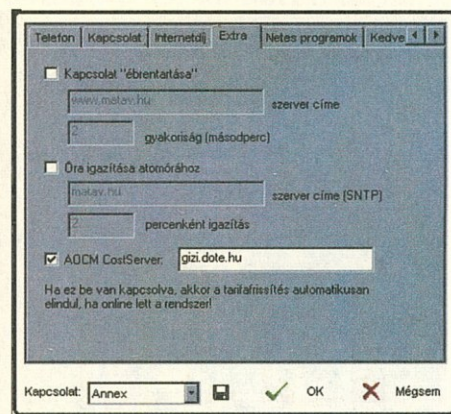 Telefon Kapcsolat Internetdíj Extra Netes programok Kedve
Kapcsolat "ébrentartása"
www.matav.hu szerver címe
2 gyakoriság (másodperc)
Óra igazítása atomórához
matav.hu szerver címe (SNTP)
2 percenként igazítás
AOCM CostServer: gizi.dote.hu
Ha ez be van kapcsolva, akkor a tarifafrissítés automatikusan
elindul, ha online lett a rendszer!
Kapcsolat: Annex OK Mégsem